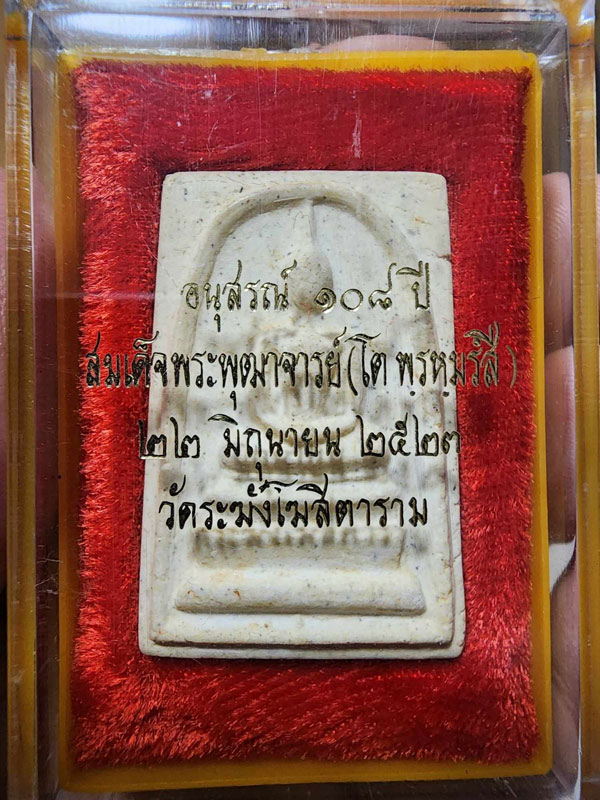 อนุสรณ์ ๑๐๘ ปี
สมเด็จพระพุฒาจารย์(โต พฺรหฺมรํสี)
๒๒ มิถุนายน ๒๕๒๓
วัดระฆังโฆสิตาราม